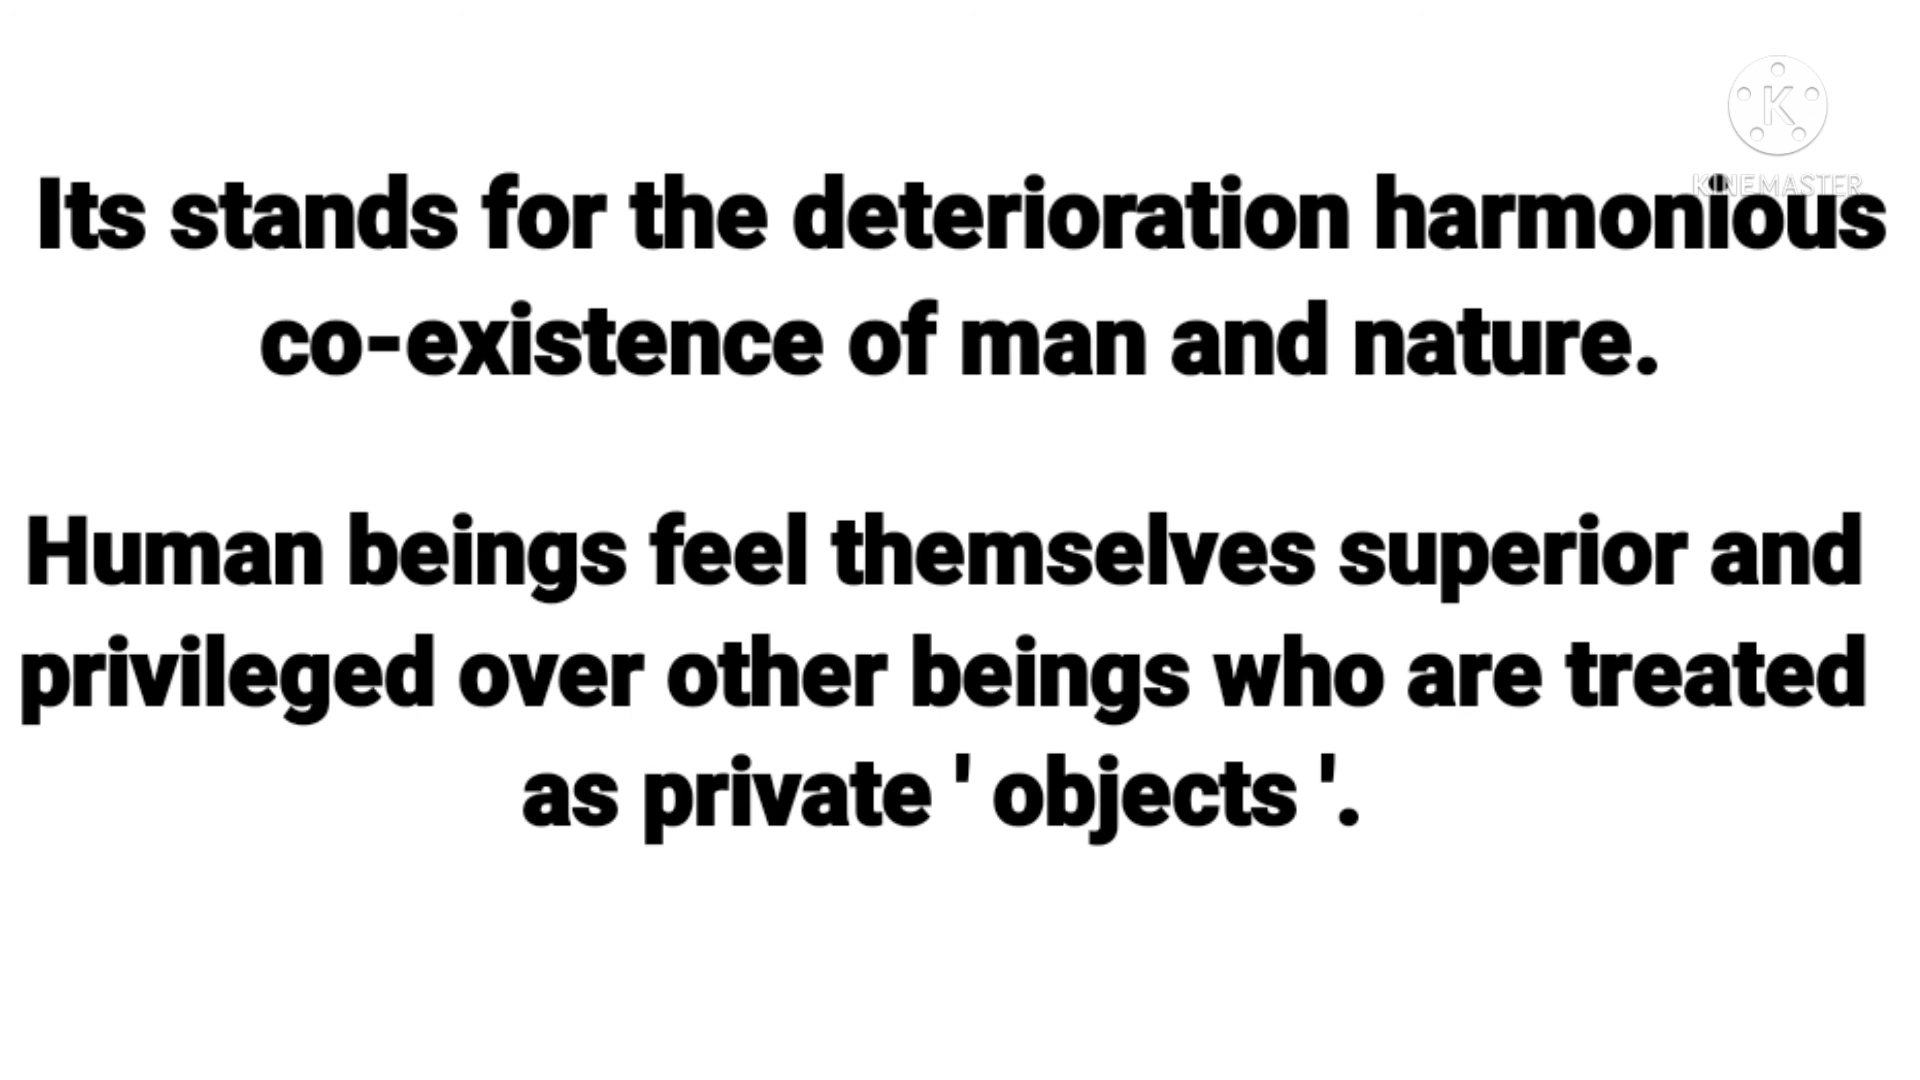 K
KINEMASTER
Its stands for the deterioration harmonious
co-existence of man and nature.
Human beings feel themselves superior and
privileged over other beings who are treated
as private ' objects '.